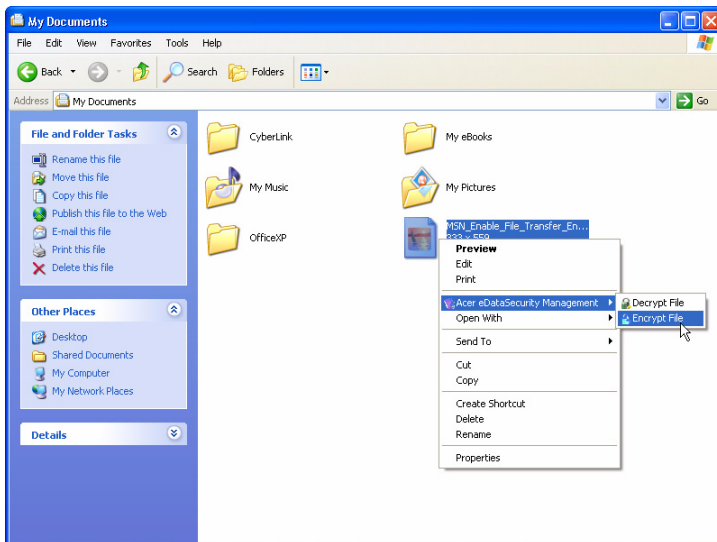 My Documents
File Edit View Favorites Tools Help
Back Search Folders
Address My Documents Go
File and Folder Tasks
Rename this file
Move this file
Copy this file
Publish this file to the Web
E-mail this file
Print this file
Delete this file
Other Places
Desktop
Shared Documents
My Computer
My Network Places
Details
CyberLink
My eBooks
My Music
My Pictures
OfficeXP
MSN_Enable_File_Transfer_En...
333 x 559
Preview
Edit
Print
Acer eDataSecurity Management
Open With
Send To
Cut
Copy
Create Shortcut
Delete
Rename
Properties
Decrypt File
Encrypt File